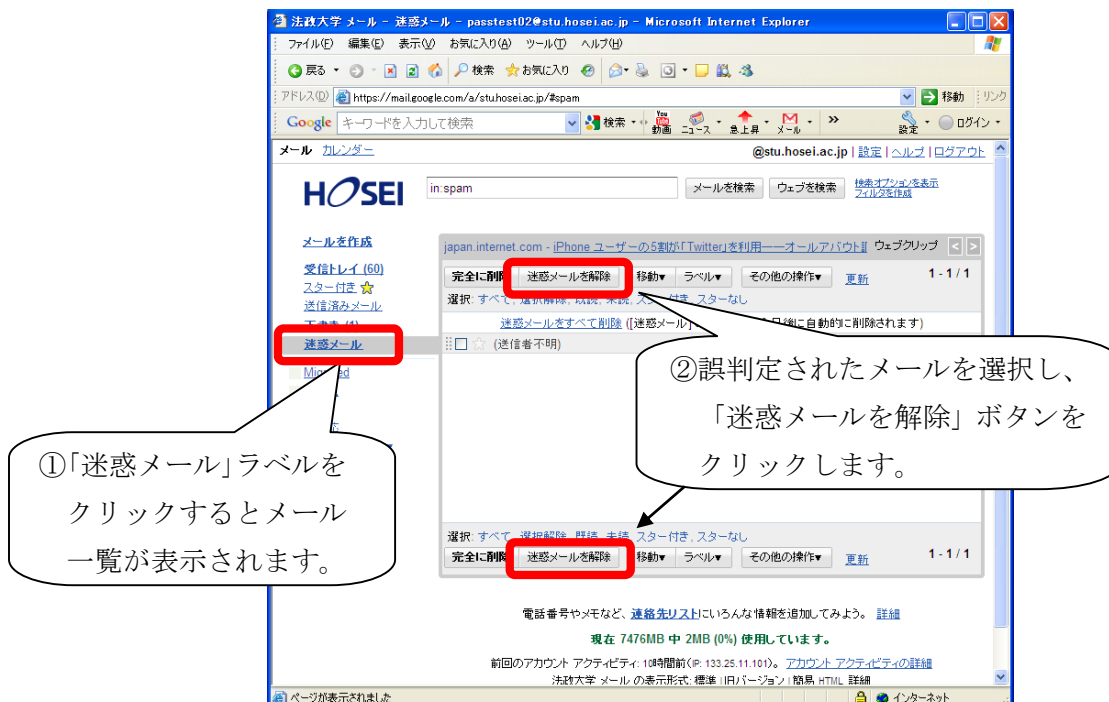 法政大学 メール - 迷惑メール - passtest02@stu.hosei.ac.jp - Microsoft Internet Explorer
ファイル(F) 編集(E) 表示(V) お気に入り(A) ツール(T) ヘルプ(H)
戻る 検索 お気に入り
アドレス(D) https://mail.google.com/a/stu.hosei.ac.jp/#spam 移動 リンク
Google キーワードを入力して検索 検索 You Tube 動画 ニュース 急上昇 メール » 設定 ログイン
メール カレンダー @stu.hosei.ac.jp | 設定 | ヘルプ | ログアウト
HOSEI in:spam メールを検索 ウェブを検索 検索オプションを表示
フィルタを作成
メールを作成
japan.internet.com - iPhone ユーザーの5割が「Twitter」を利用――オールアバウト ウェブクリップ < >
受信トレイ (60)
完全に削除 迷惑メールを解除 移動▼ ラベル▼ その他の操作▼ 更新 1 - 1 / 1
スター付き
選択: すべて, 選択解除, 既読, 未読, スター付き, スターなし
送信済みメール
迷惑メールをすべて削除 ([迷惑メール] 日後に自動的に削除されます)
下書き (1)
迷惑メール
(送信者不明)
①「迷惑メール」ラベルを
クリックするとメール
一覧が表示されます。
②誤判定されたメールを選択し、
「迷惑メールを解除」ボタンを
クリックします。
選択: すべて, 選択解除, 既読, 未読, スター付き, スターなし
完全に削除 迷惑メールを解除 移動▼ ラベル▼ その他の操作▼ 更新 1 - 1 / 1
電話番号やメモなど、連絡先リストにいろんな情報を追加してみよう。 詳細
現在 7476MB 中 2MB (0%) 使用しています。
前回のアカウント アクティビティ: 10時間前(IP: 133.25.11.101)。 アカウント アクティビティの詳細
法政大学 メール の表示形式: 標準 | 旧バージョン | 簡易 HTML 詳細
ページが表示されました インターネット